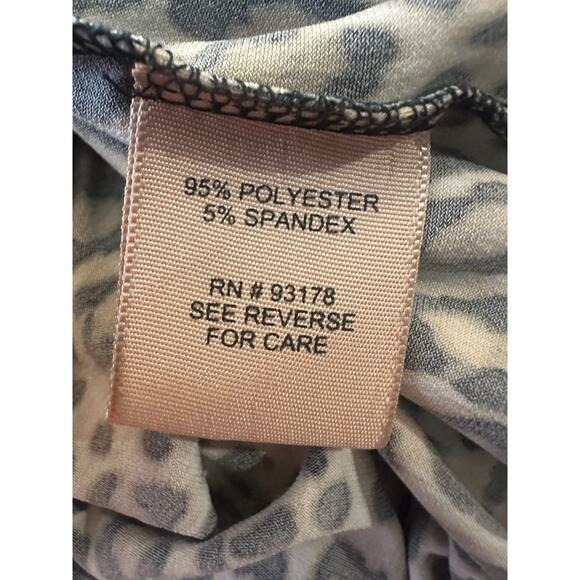 95% POLYESTER
5% SPANDEX
RN # 93178
SEE REVERSE
FOR CARE